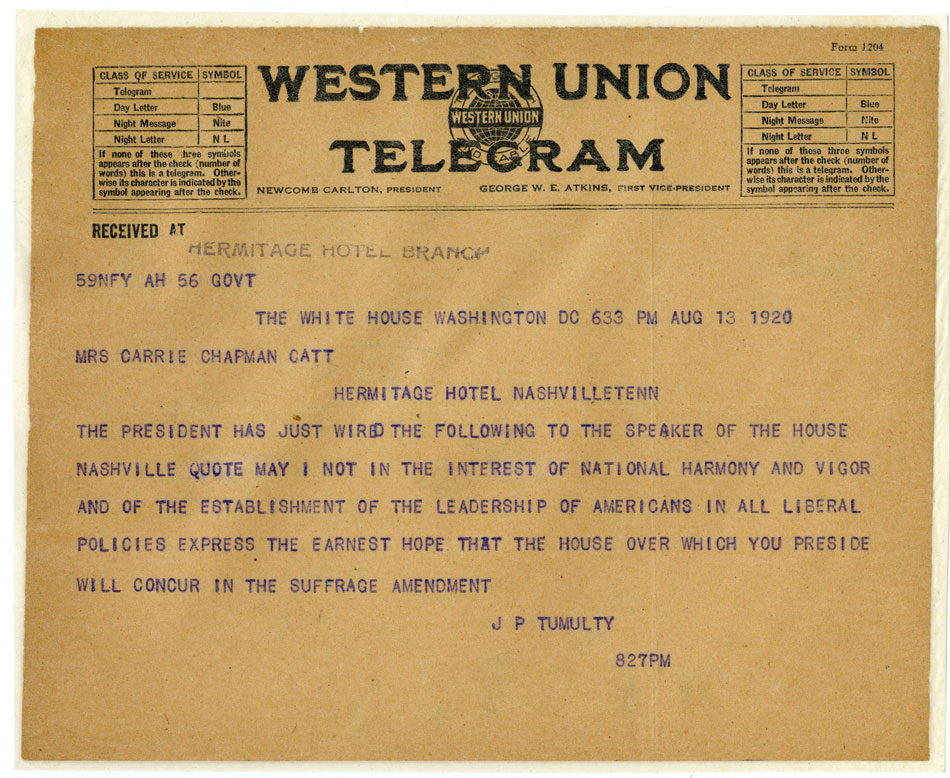 Form 1204
CLASS OF SERVICE SYMBOL
Telegram
Day Letter Blue
Night Message Nite
Night Letter N L
If none of these three symbols
appears after the check (number of
words) this is a telegram. Other-
wise its character is indicated by the
symbol appearing after the check.
WESTERN UNION
WESTERN UNION
TELEGRAM
NEWCOMB CARLTON, PRESIDENT GEORGE W. E. ATKINS, FIRST VICE-PRESIDENT
CLASS OF SERVICE SYMBOL
Telegram
Day Letter Blue
Night Message Nite
Night Letter N L
If none of these three symbols
appears after the check (number of
words) this is a telegram. Other-
wise its character is indicated by the
symbol appearing after the check.
RECEIVED AT
HERMITAGE HOTEL BRANCH
59NFY AH 56 GOVT
THE WHITE HOUSE WASHINGTON DC 633 PM AUG 13 1920
MRS CARRIE CHAPMAN CATT
HERMITAGE HOTEL NASHVILLETENN
THE PRESIDENT HAS JUST WIRED THE FOLLOWING TO THE SPEAKER OF THE HOUSE
NASHVILLE QUOTE MAY I NOT IN THE INTEREST OF NATIONAL HARMONY AND VIGOR
AND OF THE ESTABLISHMENT OF THE LEADERSHIP OF AMERICANS IN ALL LIBERAL
POLICIES EXPRESS THE EARNEST HOPE THAT THE HOUSE OVER WHICH YOU PRESIDE
WILL CONCUR IN THE SUFFRAGE AMENDMENT
J P TUMULTY
827PM